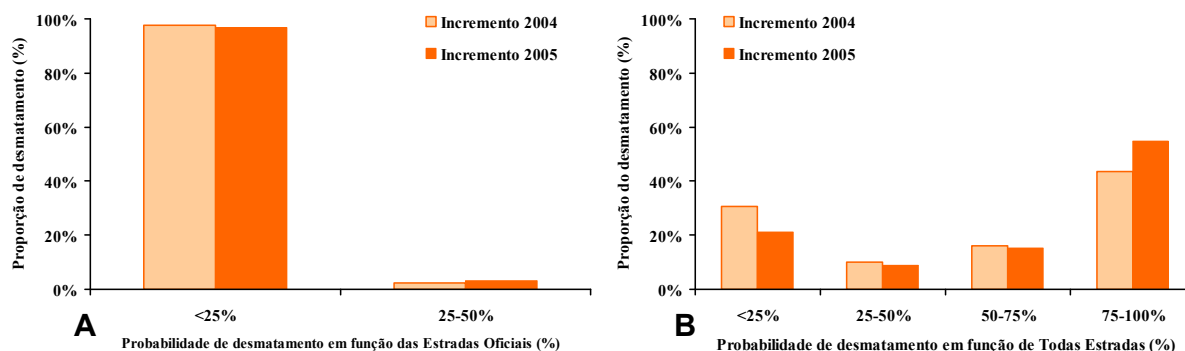 Proporção de desmatamento (%)
100%
80%
60%
40%
20%
0%
Incremento 2004
Incremento 2005
<25%
25-50%
A
Probabilidade de desmatamento em função das Estradas Oficiais (%)
Proporção do desmatamento (%)
100%
80%
60%
40%
20%
0%
Incremento 2004
Incremento 2005
<25%
25-50%
50-75%
75-100%
B
Probabilidade de desmatamento em função de Todas Estradas (%)